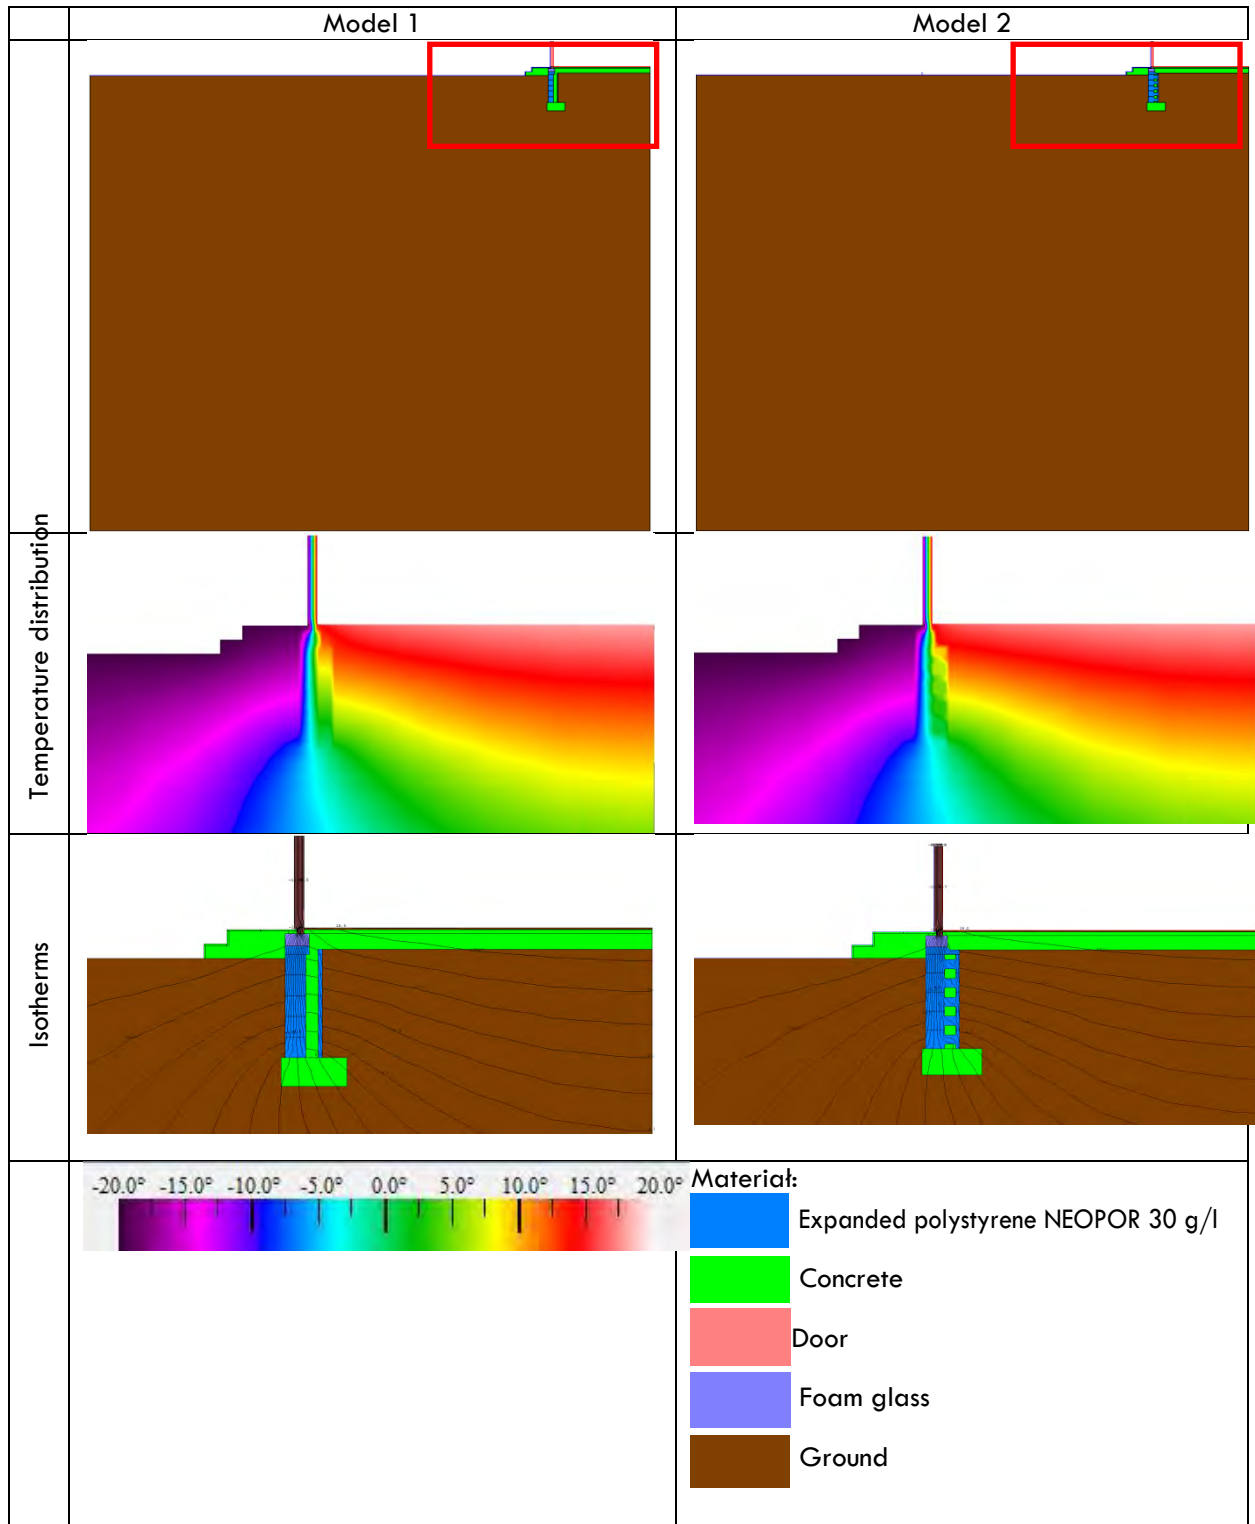 Model 1
Model 2
Temperature distribution
Isotherms
-20.0° -15.0° -10.0° -5.0° 0.0° 5.0° 10.0° 15.0° 20.0°
Materiał:
Expanded polystyrene NEOPOR 30 g/l
Concrete
Door
Foam glass
Ground